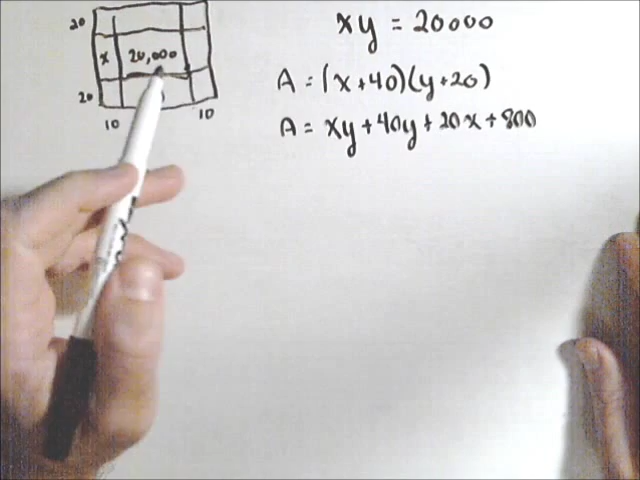 20
x 20,000
20
10 10
xy = 20000
A = (x+40)(y+20)
A = xy+40y+20x+800